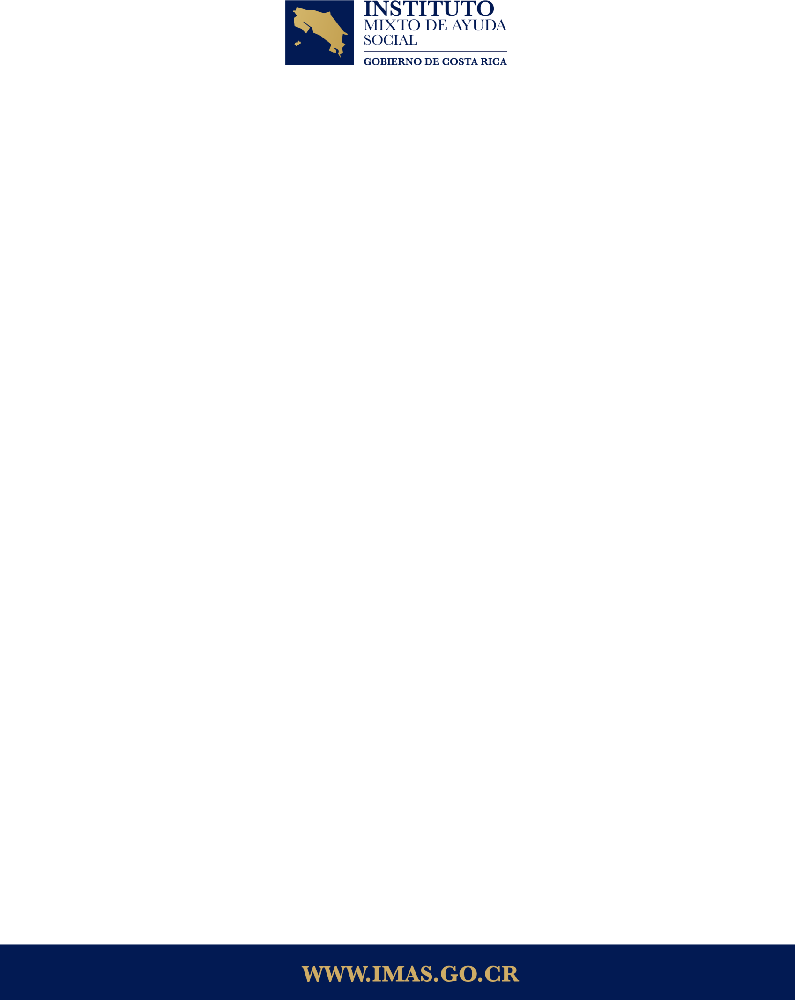 INSTITUTO
MIXTO DE AYUDA
SOCIAL
GOBIERNO DE COSTA RICA
WWW.IMAS.GO.CR